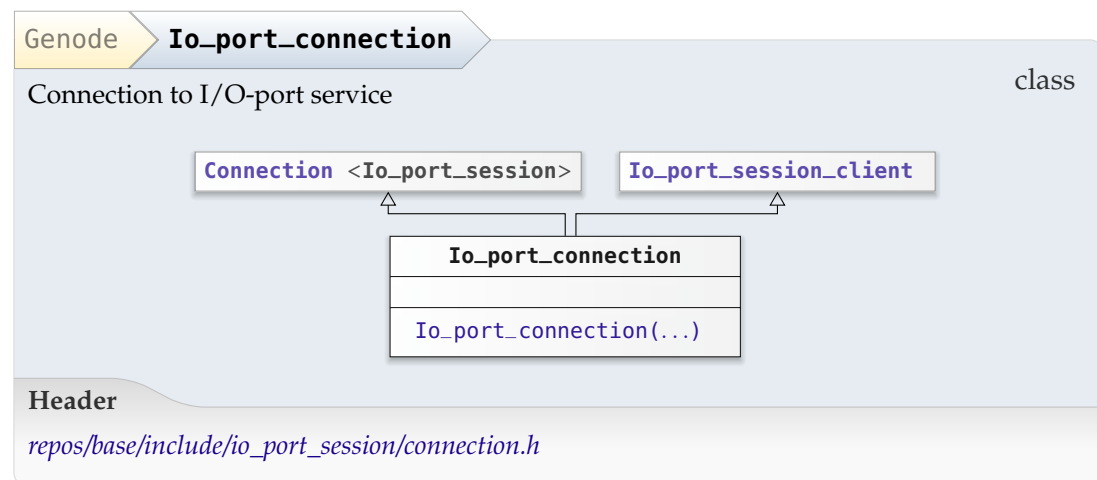 Genode Io_port_connection
class
Connection to I/O-port service
Connection <Io_port_session> Io_port_session_client
Io_port_connection
Io_port_connection(...)
Header
repos/base/include/io_port_session/connection.h